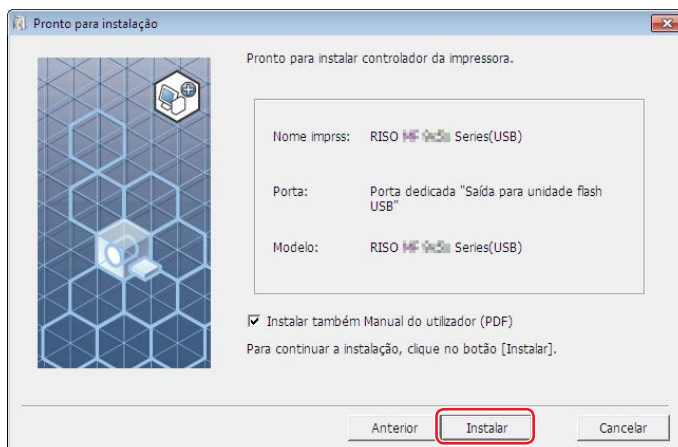 Pronto para instalação
Pronto para instalar controlador da impressora.
Nome imprss: RISO Series(USB)
Porta: Porta dedicada "Saída para unidade flash
USB"
Modelo: RISO Series(USB)
Instalar também Manual do utilizador (PDF)
Para continuar a instalação, clique no botão [Instalar].
Anterior Instalar Cancelar